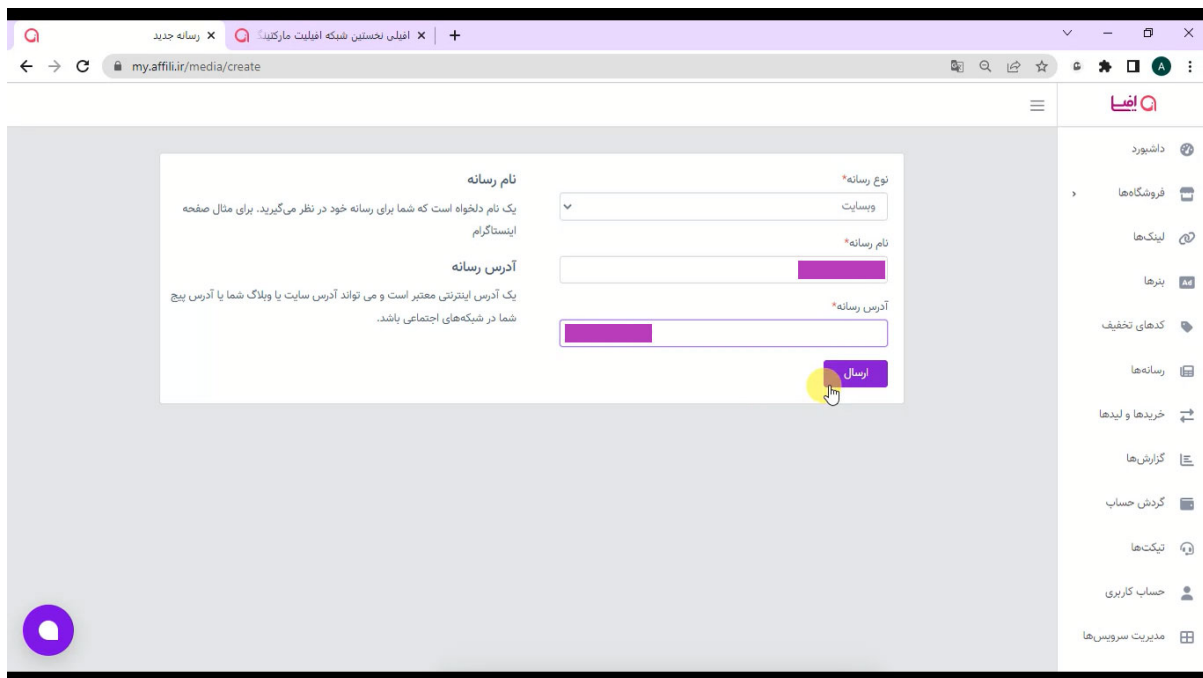 رسانه جدید
افیلی نخستین شبکه افیلیت مارکتینگ
my.affili.ir/media/create
A
افیلی
داشبورد
فروشگاه‌ها
لینک‌ها
Ad
بنرها
کدهای تخفیف
رسانه‌ها
خریدها و لیدها
گزارش‌ها
گردش حساب
تیکت‌ها
حساب کاربری
مدیریت سرویس‌ها
نوع رسانه*
وبسایت
نام رسانه*
آدرس رسانه*
ارسال
نام رسانه
یک نام دلخواه است که شما برای رسانه خود در نظر می‌گیرید. برای مثال صفحه
اینستاگرام
آدرس رسانه
یک آدرس اینترنتی معتبر است و می تواند آدرس سایت یا وبلاگ شما یا آدرس پیج
شما در شبکه‌های اجتماعی باشد.